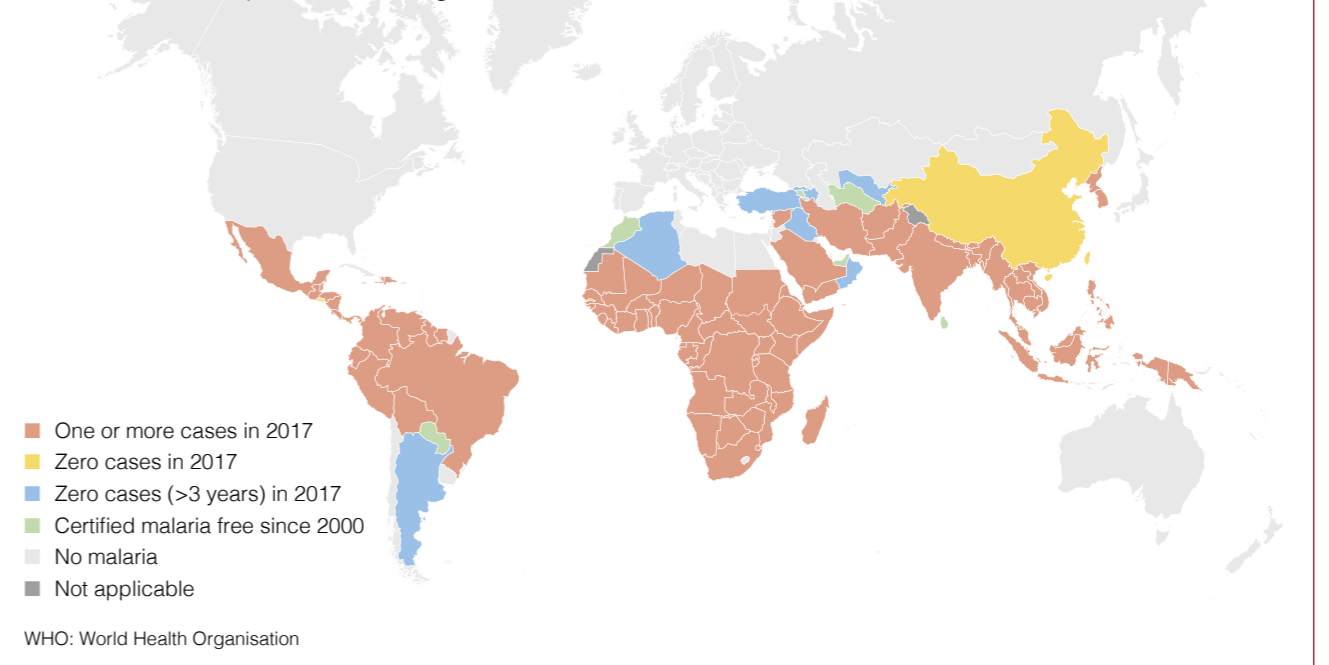 One or more cases in 2017
Zero cases in 2017
Zero cases (>3 years) in 2017
Certified malaria free since 2000
No malaria
Not applicable
WHO: World Health Organisation